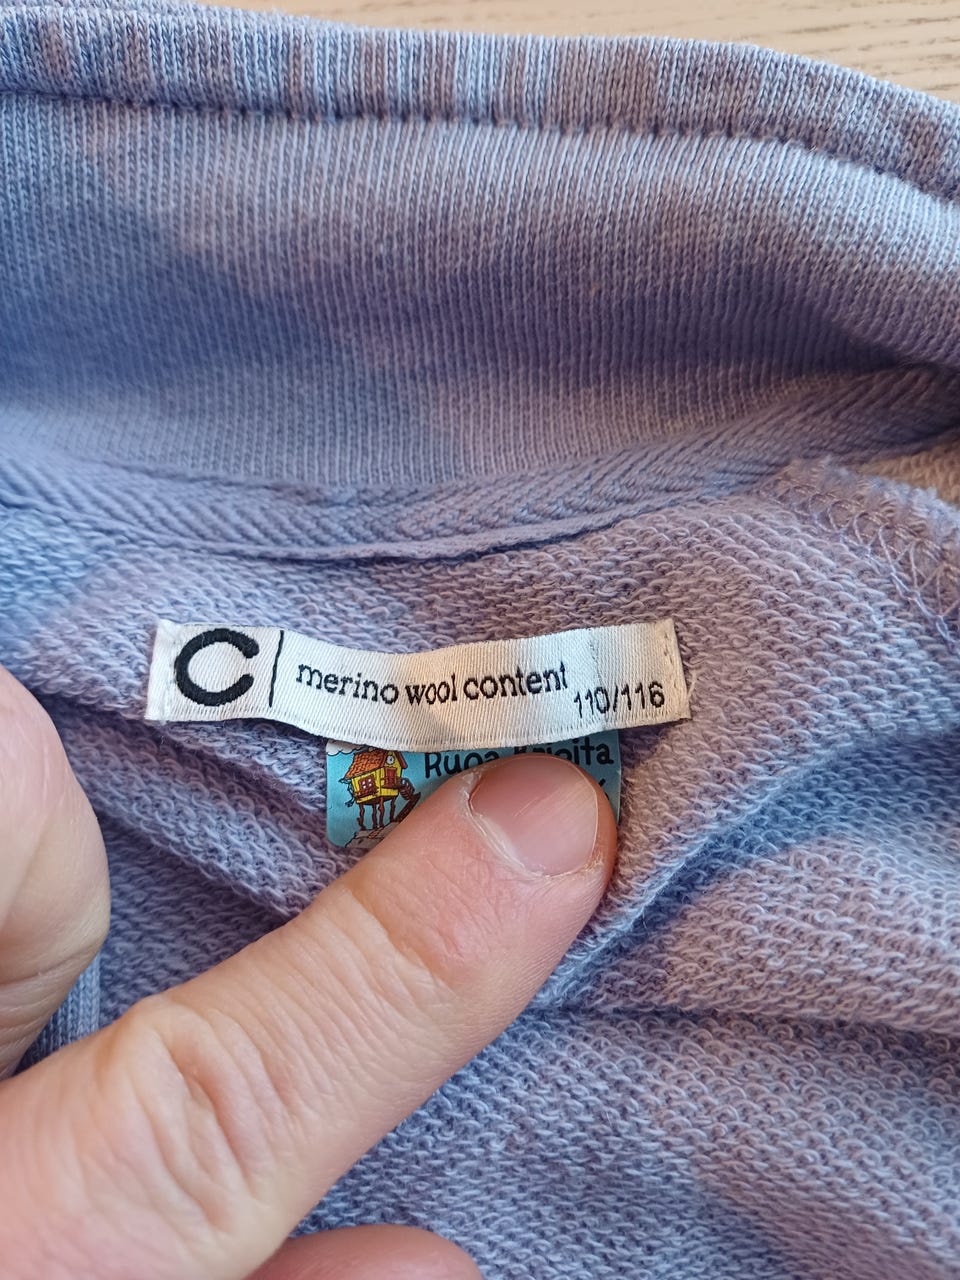 C merino wool content
110/116